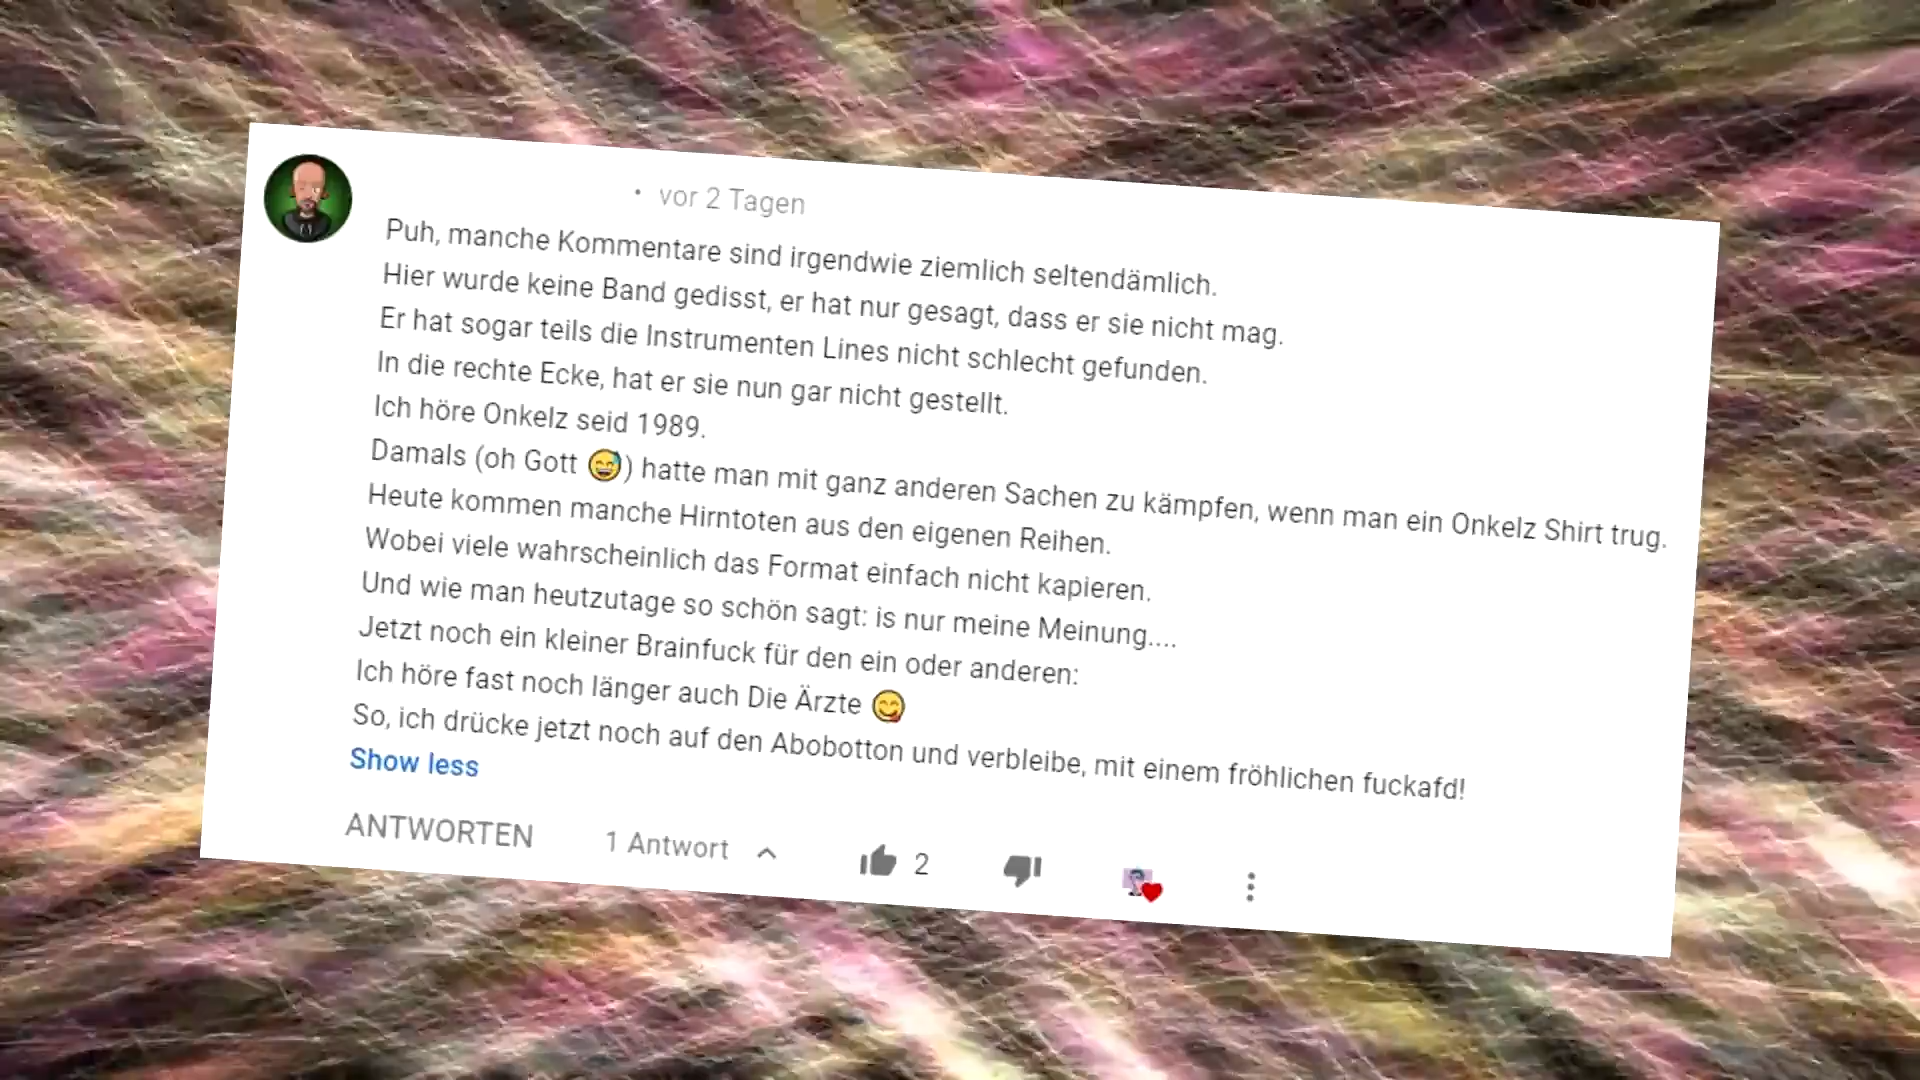 • vor 2 Tagen
Puh, manche Kommentare sind irgendwie ziemlich seltendämlich.
Hier wurde keine Band gedisst, er hat nur gesagt, dass er sie nicht mag.
Er hat sogar teils die Instrumenten Lines nicht schlecht gefunden.
In die rechte Ecke, hat er sie nun gar nicht gestellt.
Ich höre Onkelz seid 1989.
Damals (oh Gott 😅) hatte man mit ganz anderen Sachen zu kämpfen, wenn man ein Onkelz Shirt trug.
Heute kommen manche Hirntoten aus den eigenen Reihen.
Wobei viele wahrscheinlich das Format einfach nicht kapieren.
Und wie man heutzutage so schön sagt: is nur meine Meinung....
Jetzt noch ein kleiner Brainfuck für den ein oder anderen:
Ich höre fast noch länger auch Die Ärzte 😋
So, ich drücke jetzt noch auf den Abobotton und verbleibe, mit einem fröhlichen fuckafd!
Show less
ANTWORTEN 1 Antwort 2